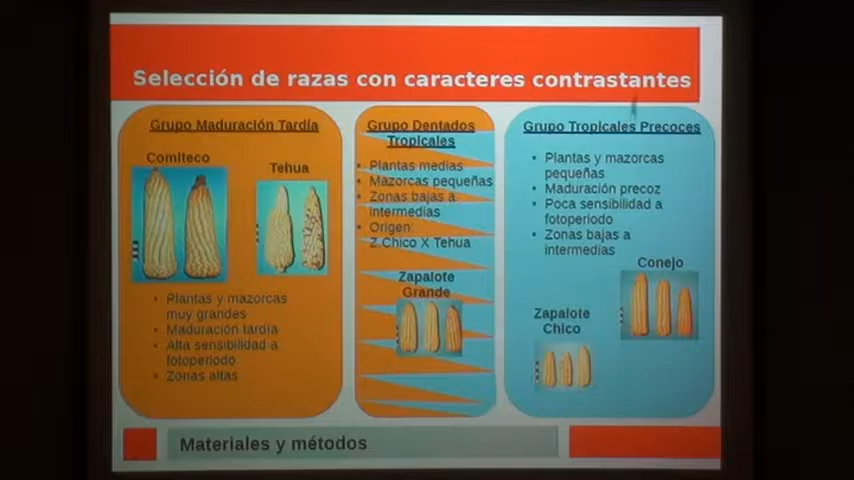 Selección de razas con caracteres contrastantes
Grupo Maduración Tardía
Comiteco
Tehua
• Plantas y mazorcas
muy grandes
• Maduración tardía
• Alta sensibilidad a
fotoperiodo
• Zonas altas
Grupo Dentados
Tropicales
• Plantas medias
• Mazorcas pequeñas
• Zonas bajas a
intermedias
• Origen:
Z.Chico X Tehua
Zapalote
Grande
Grupo Tropicales Precoces
• Plantas y mazorcas
pequeñas
• Maduración precoz
• Poca sensibilidad a
fotoperiodo
• Zonas bajas a
intermedias
Conejo
Zapalote
Chico
Materiales y métodos